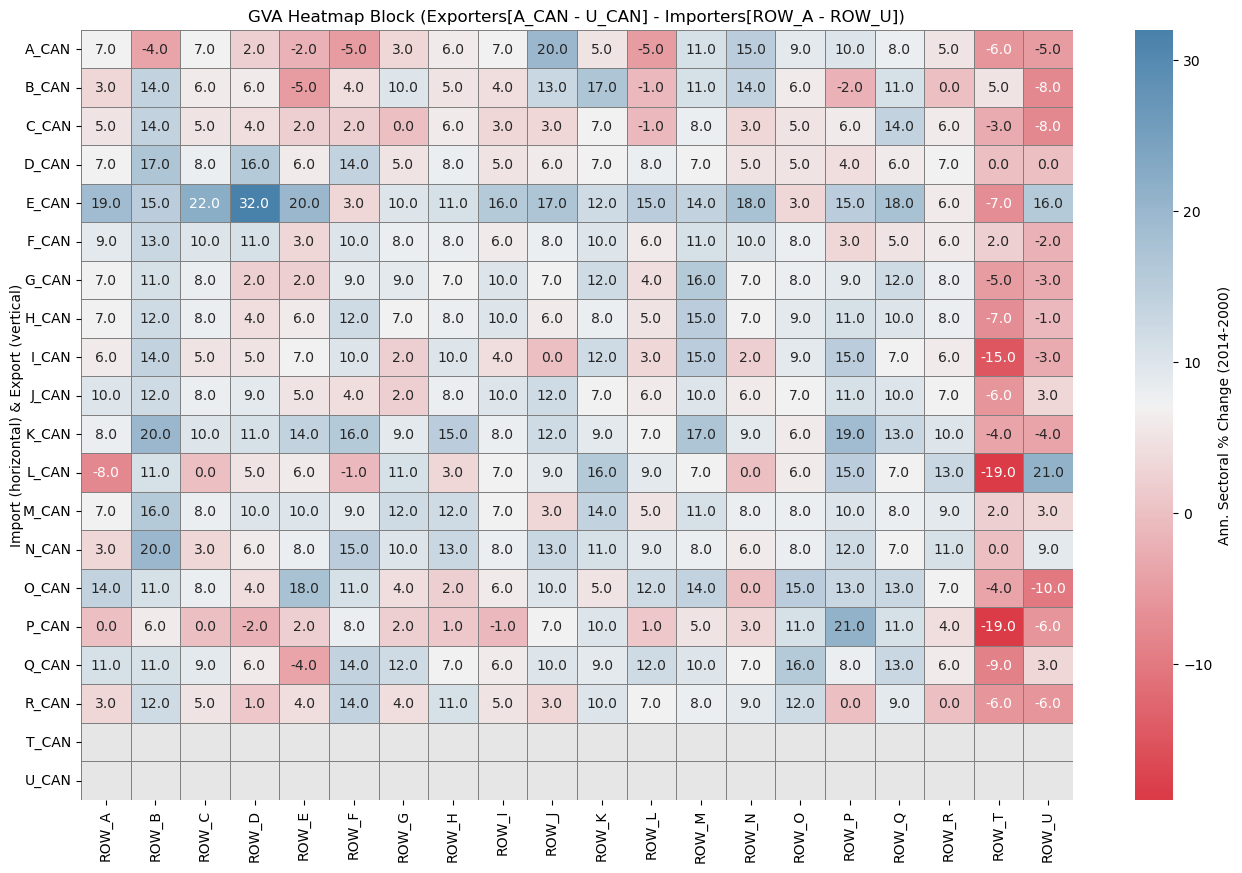 GVA Heatmap Block (Exporters[A_CAN - U_CAN] - Importers[ROW_A - ROW_U])
Import (horizontal) & Export (vertical)
A_CAN 7.0 -4.0 7.0 2.0 -2.0 -5.0 3.0 6.0 7.0 20.0 5.0 -5.0 11.0 15.0 9.0 10.0 8.0 5.0 -6.0 -5.0
B_CAN 3.0 14.0 6.0 6.0 -5.0 4.0 10.0 5.0 4.0 13.0 17.0 -1.0 11.0 14.0 6.0 -2.0 11.0 0.0 5.0 -8.0
C_CAN 5.0 14.0 5.0 4.0 2.0 2.0 0.0 6.0 3.0 3.0 7.0 -1.0 8.0 3.0 5.0 6.0 14.0 6.0 -3.0 -8.0
D_CAN 7.0 17.0 8.0 16.0 6.0 14.0 5.0 8.0 5.0 6.0 7.0 8.0 7.0 5.0 5.0 4.0 6.0 7.0 0.0 0.0
E_CAN 19.0 15.0 22.0 32.0 20.0 3.0 10.0 11.0 16.0 17.0 12.0 15.0 14.0 18.0 3.0 15.0 18.0 6.0 -7.0 16.0
F_CAN 9.0 13.0 10.0 11.0 3.0 10.0 8.0 8.0 6.0 8.0 10.0 6.0 11.0 10.0 8.0 3.0 5.0 6.0 2.0 -2.0
G_CAN 7.0 11.0 8.0 2.0 2.0 9.0 9.0 7.0 10.0 7.0 12.0 4.0 16.0 7.0 8.0 9.0 12.0 8.0 -5.0 -3.0
H_CAN 7.0 12.0 8.0 4.0 6.0 12.0 7.0 8.0 10.0 6.0 8.0 5.0 15.0 7.0 9.0 11.0 10.0 8.0 -7.0 -1.0
I_CAN 6.0 14.0 5.0 5.0 7.0 10.0 2.0 10.0 4.0 0.0 12.0 3.0 15.0 2.0 9.0 15.0 7.0 6.0 -15.0 -3.0
J_CAN 10.0 12.0 8.0 9.0 5.0 4.0 2.0 8.0 10.0 12.0 7.0 6.0 10.0 6.0 7.0 11.0 10.0 7.0 -6.0 3.0
K_CAN 8.0 20.0 10.0 11.0 14.0 16.0 9.0 15.0 8.0 12.0 9.0 7.0 17.0 9.0 6.0 19.0 13.0 10.0 -4.0 -4.0
L_CAN -8.0 11.0 0.0 5.0 6.0 -1.0 11.0 3.0 7.0 9.0 16.0 9.0 7.0 0.0 6.0 15.0 7.0 13.0 -19.0 21.0
M_CAN 7.0 16.0 8.0 10.0 10.0 9.0 12.0 12.0 7.0 3.0 14.0 5.0 11.0 8.0 8.0 10.0 8.0 9.0 2.0 3.0
N_CAN 3.0 20.0 3.0 6.0 8.0 15.0 10.0 13.0 8.0 13.0 11.0 9.0 8.0 6.0 8.0 12.0 7.0 11.0 0.0 9.0
O_CAN 14.0 11.0 8.0 4.0 18.0 11.0 4.0 2.0 6.0 10.0 5.0 12.0 14.0 0.0 15.0 13.0 13.0 7.0 -4.0 -10.0
P_CAN 0.0 6.0 0.0 -2.0 2.0 8.0 2.0 1.0 -1.0 7.0 10.0 1.0 5.0 3.0 11.0 21.0 11.0 4.0 -19.0 -6.0
Q_CAN 11.0 11.0 9.0 6.0 -4.0 14.0 12.0 7.0 6.0 10.0 9.0 12.0 10.0 7.0 16.0 8.0 13.0 6.0 -9.0 3.0
R_CAN 3.0 12.0 5.0 1.0 4.0 14.0 4.0 11.0 5.0 3.0 10.0 7.0 8.0 9.0 12.0 0.0 9.0 0.0 -6.0 -6.0
T_CAN
U_CAN
ROW_A ROW_B ROW_C ROW_D ROW_E ROW_F ROW_G ROW_H ROW_I ROW_J ROW_K ROW_L ROW_M ROW_N ROW_O ROW_P ROW_Q ROW_R ROW_T ROW_U
30
20
10
0
−10
Ann. Sectoral % Change (2014-2000)